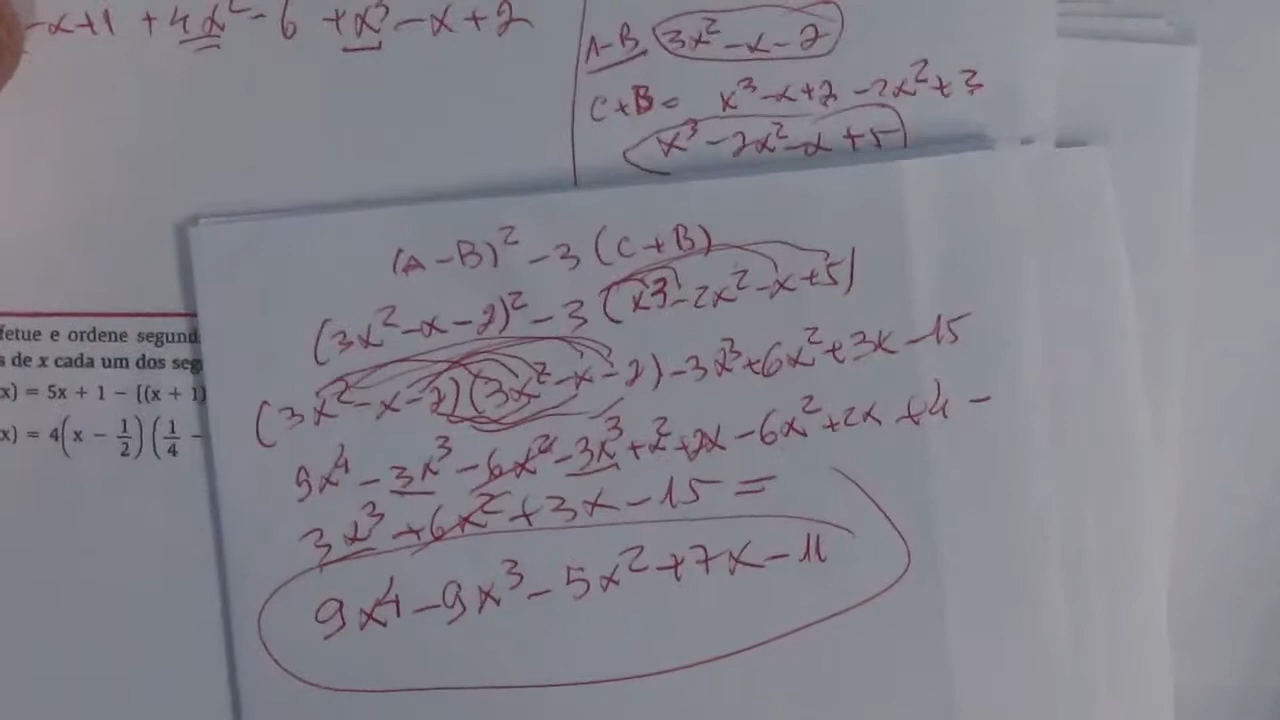 -x+1 + 4x² - 6 + x³ - x + 2
A-B 3x² - x - 2
C+B = x³ - x + 2 - 2x² + 3
x³ - 2x² - x + 5
(A-B)² - 3(C+B)
(3x² - x - 2)² - 3(x³ - 2x² - x + 5)
(3x² - x - 2)(3x² - x - 2) - 3x³ + 6x² + 3x - 15
9x⁴ - 3x³ - 6x² - 3x³ + x² + 2x - 6x² + 2x + 4 -
3x³ + 6x² + 3x - 15 =
9x⁴ - 9x³ - 5x² + 7x - 11
fetue e ordene segund
s de x cada um dos seg
x) = 5x + 1 - [(x + 1)
x) = 4(x - 1/2)(1/4 -